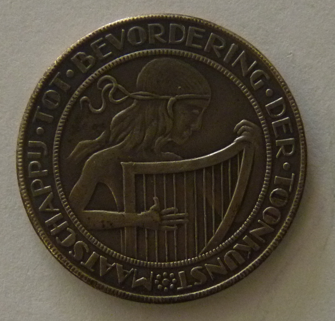 MAATSCHAPPIJ · TOT · BEVORDERING · DER · TOONKUNST